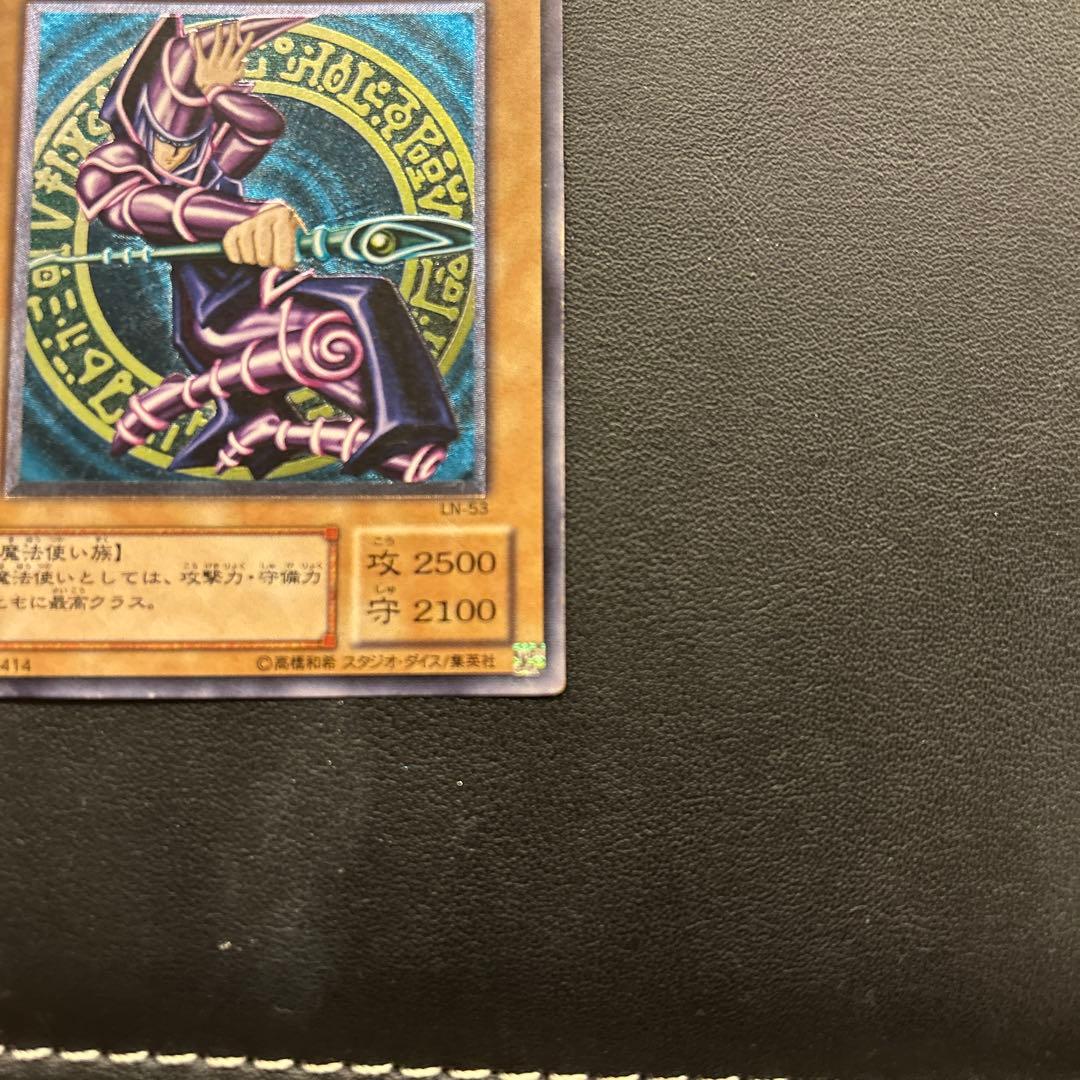 LN-53
魔法使い族】
魔法使いとしては、攻撃力・守備力
ともに最高クラス。
攻 2500
守 2100
414
©高橋和希 スタジオ・ダイス/集英社